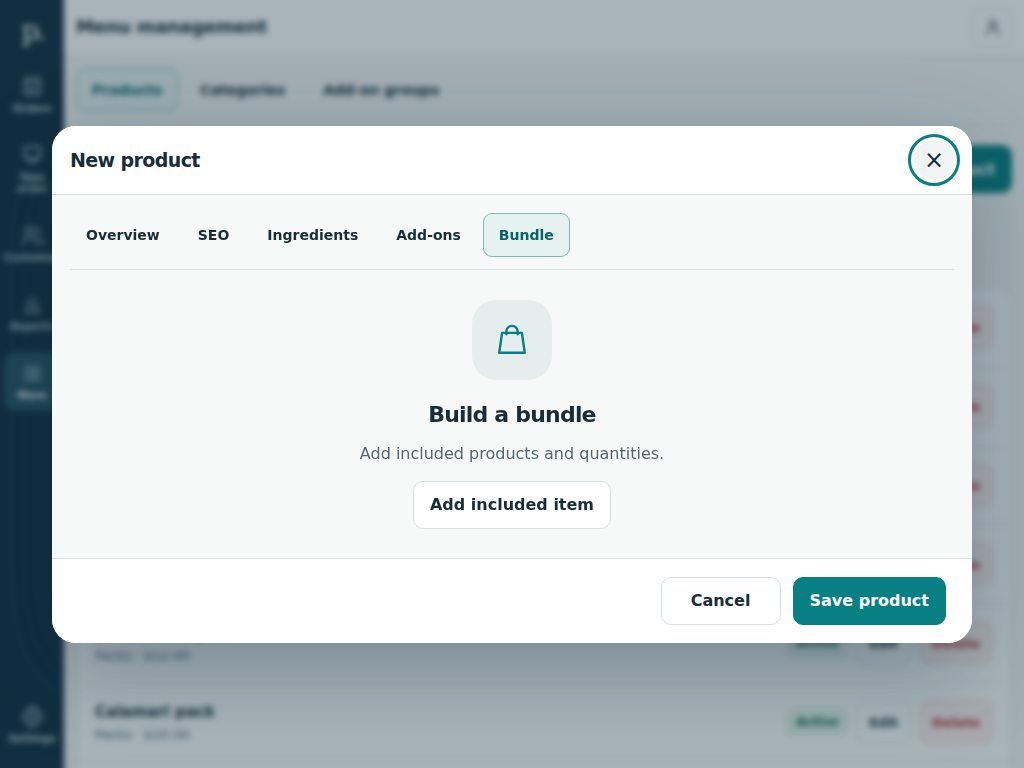 Menu management
Products
Categories
Add-on groups
New product
Overview
SEO
Ingredients
Add-ons
Bundle
Build a bundle
Add included products and quantities.
Add included item
Cancel
Save product
Calamari pack
Active
Edit
Delete
Orders
Settings